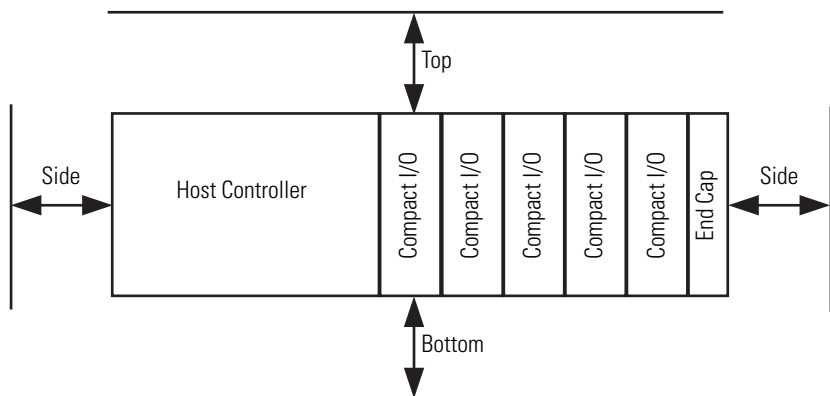 Top
Side
Host Controller
Compact I/O
Compact I/O
Compact I/O
Compact I/O
Compact I/O
End Cap
Side
Bottom